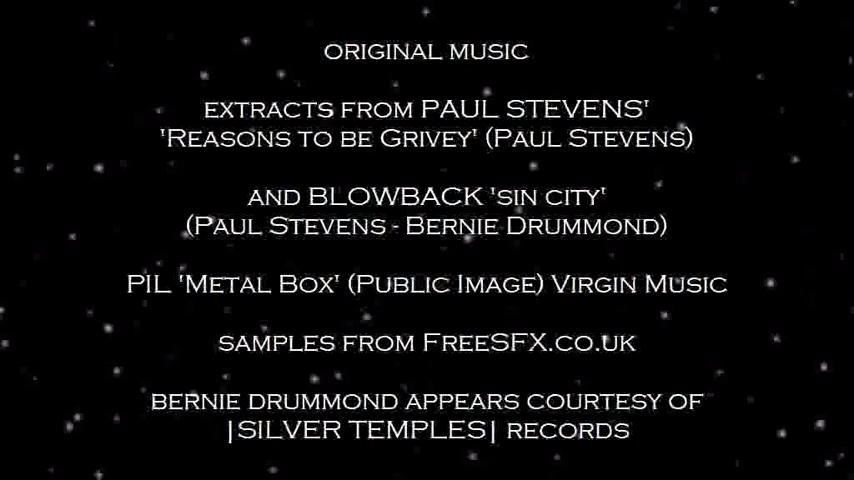 ORIGINAL MUSIC
EXTRACTS FROM PAUL STEVENS'
'REASONS TO BE GRIVEY' (PAUL STEVENS)
AND BLOWBACK 'SIN CITY'
(PAUL STEVENS - BERNIE DRUMMOND)
PIL 'METAL BOX' (PUBLIC IMAGE) VIRGIN MUSIC
SAMPLES FROM FREESFX.CO.UK
BERNIE DRUMMOND APPEARS COURTESY OF
|SILVER TEMPLES| RECORDS